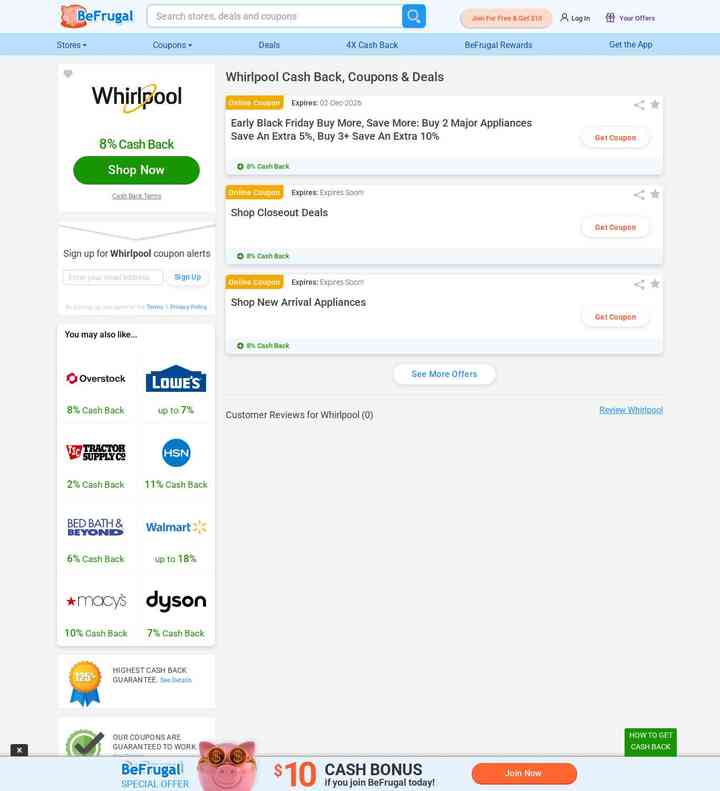 BeFrugal
Search stores, deals and coupons
Join For Free & Get $10
Log In
Your Offers
Stores
Coupons
Deals
4X Cash Back
BeFrugal Rewards
Get the App
Whirlpool
8% Cash Back
Shop Now
Cash Back Terms
Sign up for Whirlpool coupon alerts
Enter your email address
Sign Up
By signing up, you agree to the Terms & Privacy Policy
You may also like...
Overstock
8% Cash Back
LOWE'S
up to 7%
TSC TRACTOR SUPPLY CO
2% Cash Back
HSN
11% Cash Back
BED BATH & BEYOND
6% Cash Back
Walmart
up to 18%
macy's
10% Cash Back
dyson
7% Cash Back
125%
HIGHEST CASH BACK
GUARANTEE. See Details
OUR COUPONS ARE
GUARANTEED TO WORK.
Whirlpool Cash Back, Coupons & Deals
Online Coupon
Expires: 02-Dec-2026
Early Black Friday Buy More, Save More: Buy 2 Major Appliances
Save An Extra 5%, Buy 3+ Save An Extra 10%
Get Coupon
8% Cash Back
Online Coupon
Expires: Expires Soon!
Shop Closeout Deals
Get Coupon
8% Cash Back
Online Coupon
Expires: Expires Soon!
Shop New Arrival Appliances
Get Coupon
8% Cash Back
See More Offers
Customer Reviews for Whirlpool (0)
Review Whirlpool
HOW TO GET
CASH BACK
x
BeFrugal
SPECIAL OFFER
$10
CASH BONUS
if you join BeFrugal today!
Join Now